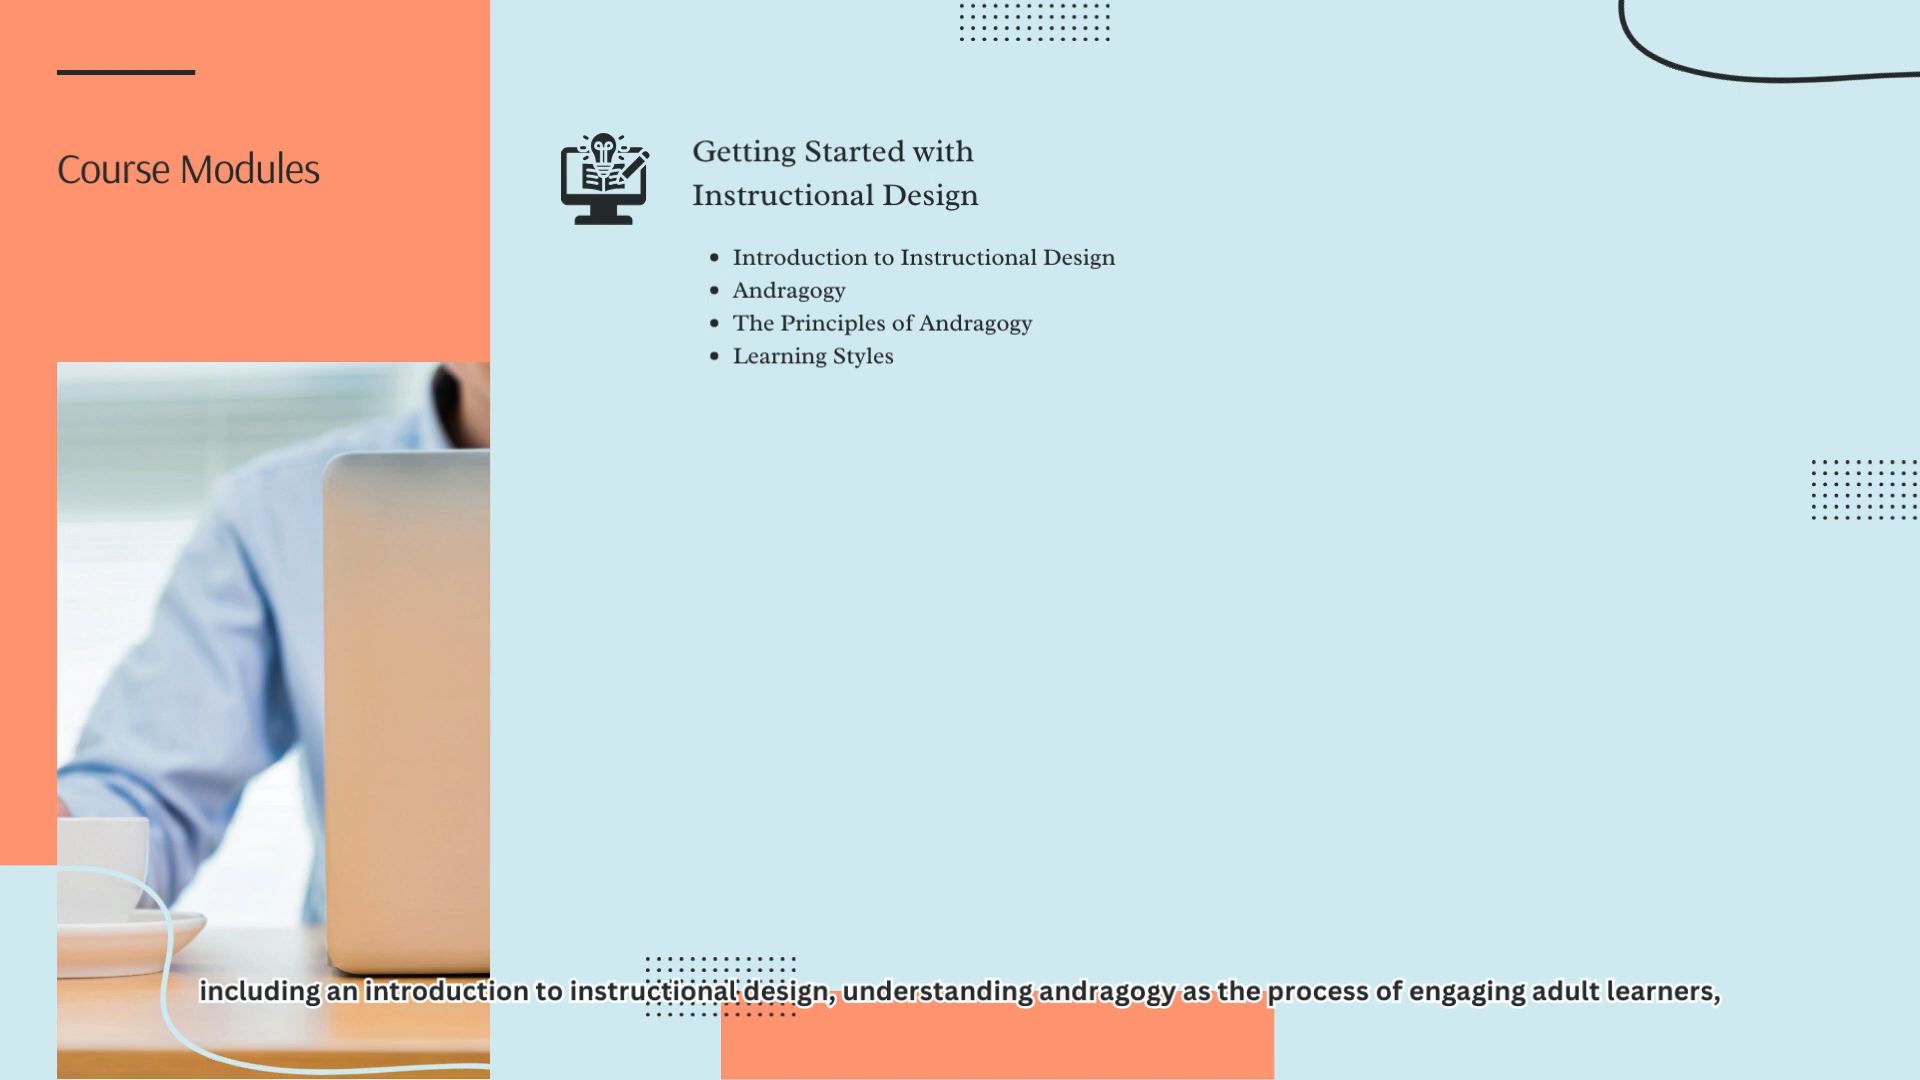 Course Modules
Getting Started with
Instructional Design
Introduction to Instructional Design
Andragogy
The Principles of Andragogy
Learning Styles
including an introduction to instructional design, understanding andragogy as the process of engaging adult learners,